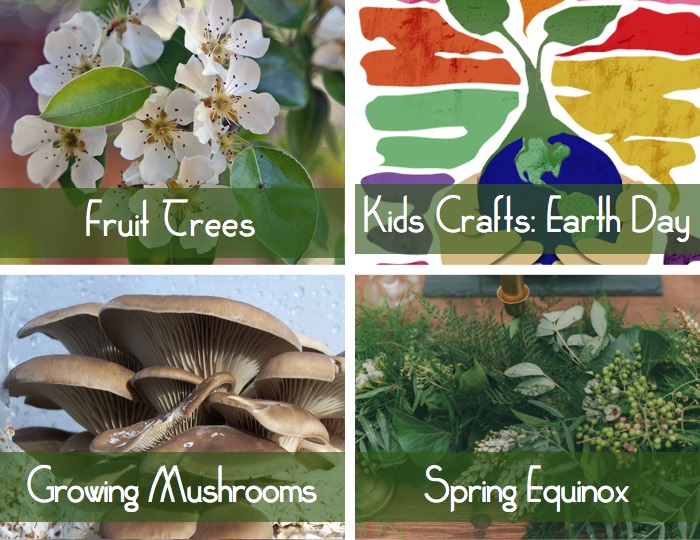 Fruit Trees
Kids Crafts: Earth Day
Growing Mushrooms
Spring Equinox